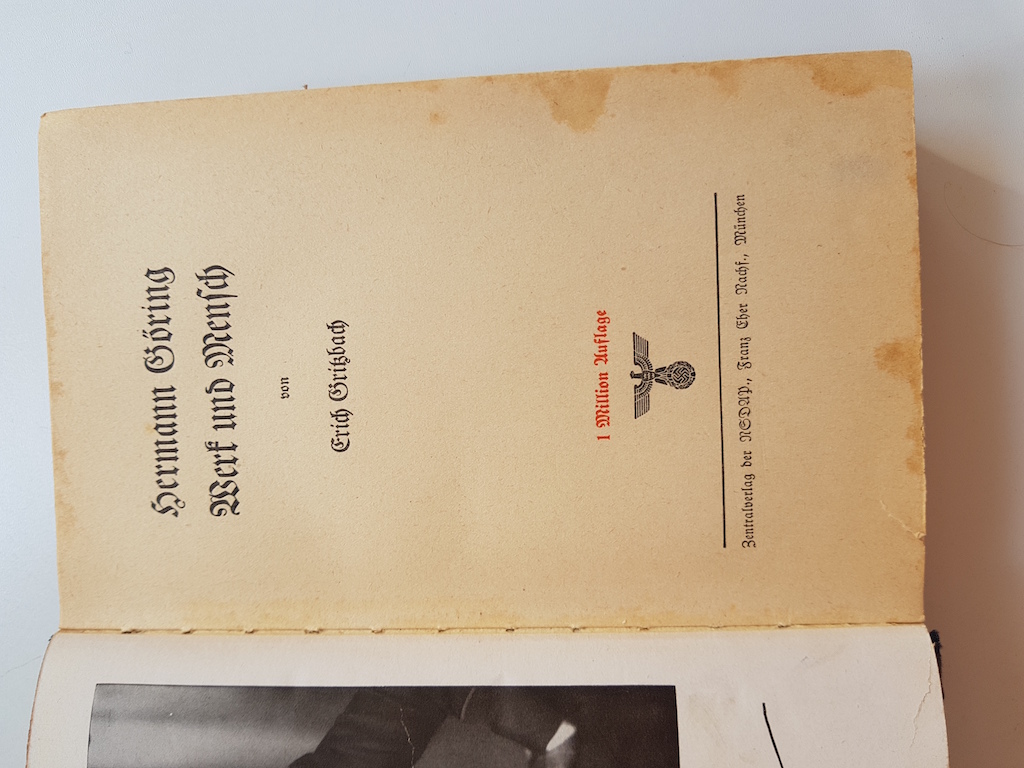 Hermann Göring
Werk und Mensch
von
Erich Gritzbach
1 Million Auflage
Zentralverlag der NSDAP., Franz Eher Nachf., München